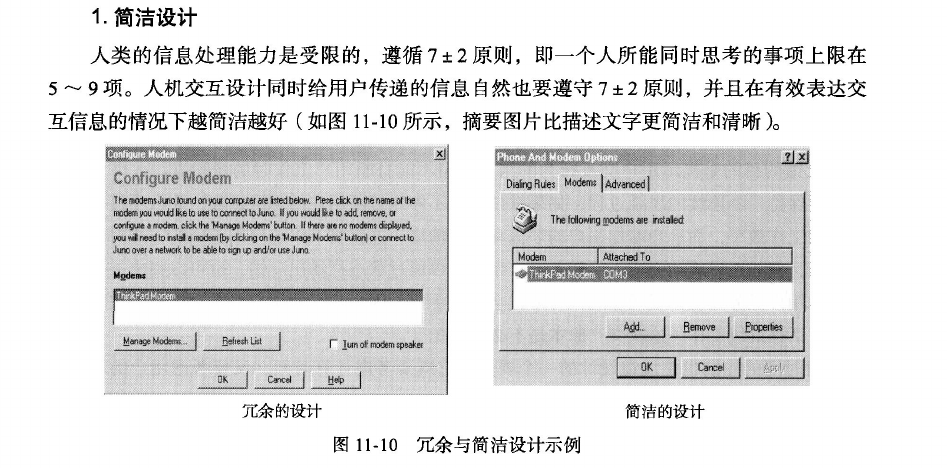 1. 简洁设计
人类的信息处理能力是受限的，遵循 7±2 原则，即一个人所能同时思考的事项上限在
5～9 项。人机交互设计同时给用户传递的信息自然也要遵守 7±2 原则，并且在有效表达交
互信息的情况下越简洁越好（如图 11-10 所示，摘要图片比描述文字更简洁和清晰）。
Configure Modem
Configure Modem
The modems Juno found on your computer are listed below. Please click on the name of the
modem you would like to use to connect to Juno. If you would like to add, remove, or
configure a modem, click the 'Manage Modems' button. If there are no modems displayed,
you will need to install a modem (by clicking on the 'Manage Modems' button) or connect to
Juno over a network to be able to sign up and/or use Juno.
Modems
ThinkPad Modem
Manage Modems...
Refresh List
Turn off modem speaker
OK
Cancel
Help
冗余的设计
Phone And Modem Options
Dialing Rules
Modems
Advanced
The following modems are installed:
Modem
Attached To
ThinkPad Modem
COM3
Add...
Remove
Properties
OK
Cancel
Apply
简洁的设计
图 11-10 冗余与简洁设计示例